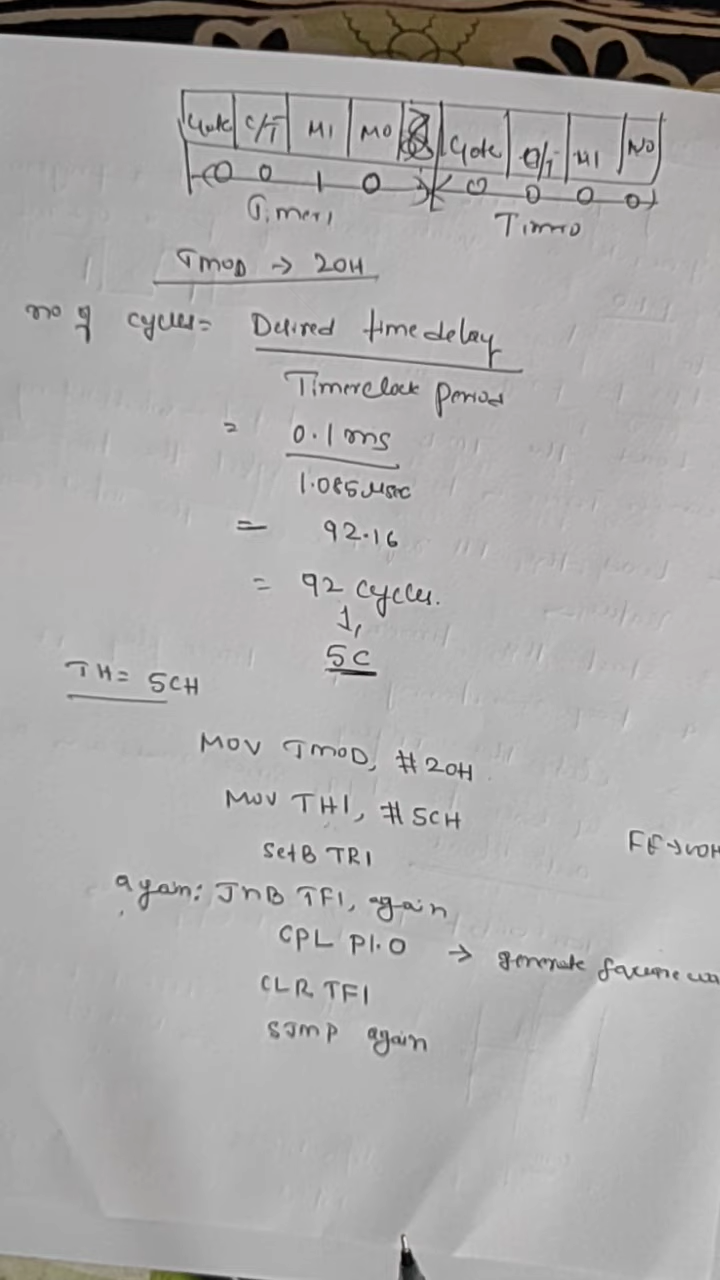 Gate C/T̅ M1 M0 Gate C/T̅ M1 M0
0 0 1 0 0 0 0 0
Timer1 Timer0
TMOD → 20H
no of cycles = Desired time delay
Timer clock Period
= 0.1 ms
1.085 μsec
= 92.16
= 92 cycles.
5C
TH = 5CH
MOV TMOD, #20H
MOV TH1, #5CH
SetB TR1
again: JNB TF1, again
CPL P1.0 → generate square wa
CLR TF1
SJMP again